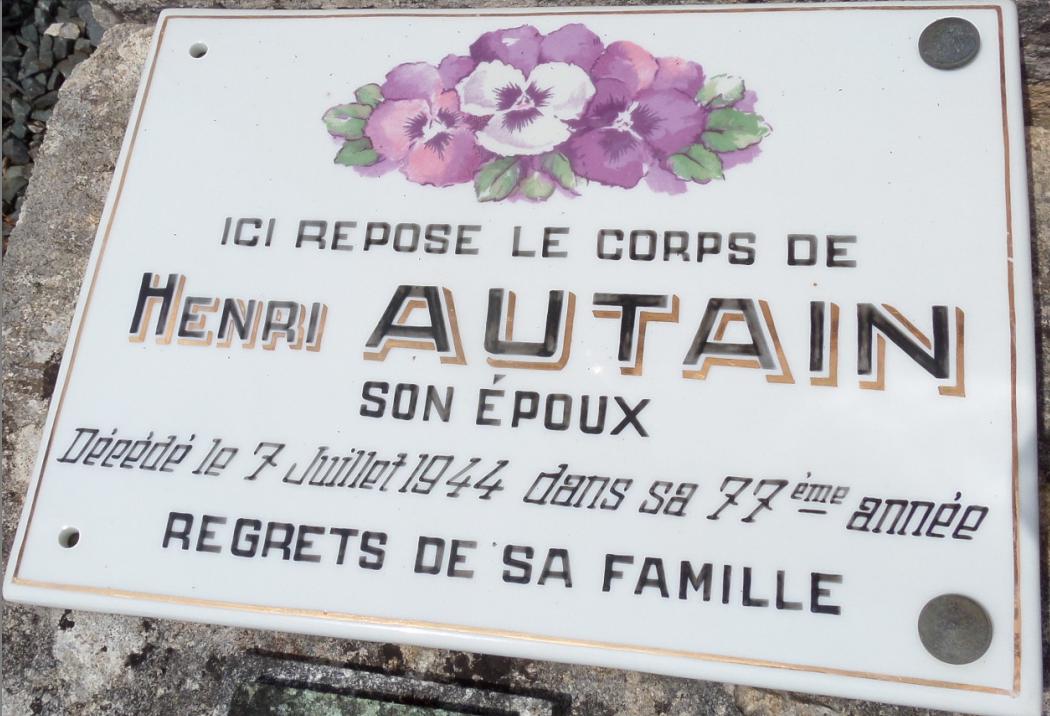 ICI REPOSE LE CORPS DE
HENRI AUTAIN
SON ÉPOUX
Décédé le 7 Juillet 1944 dans sa 77ème année
REGRETS DE SA FAMILLE